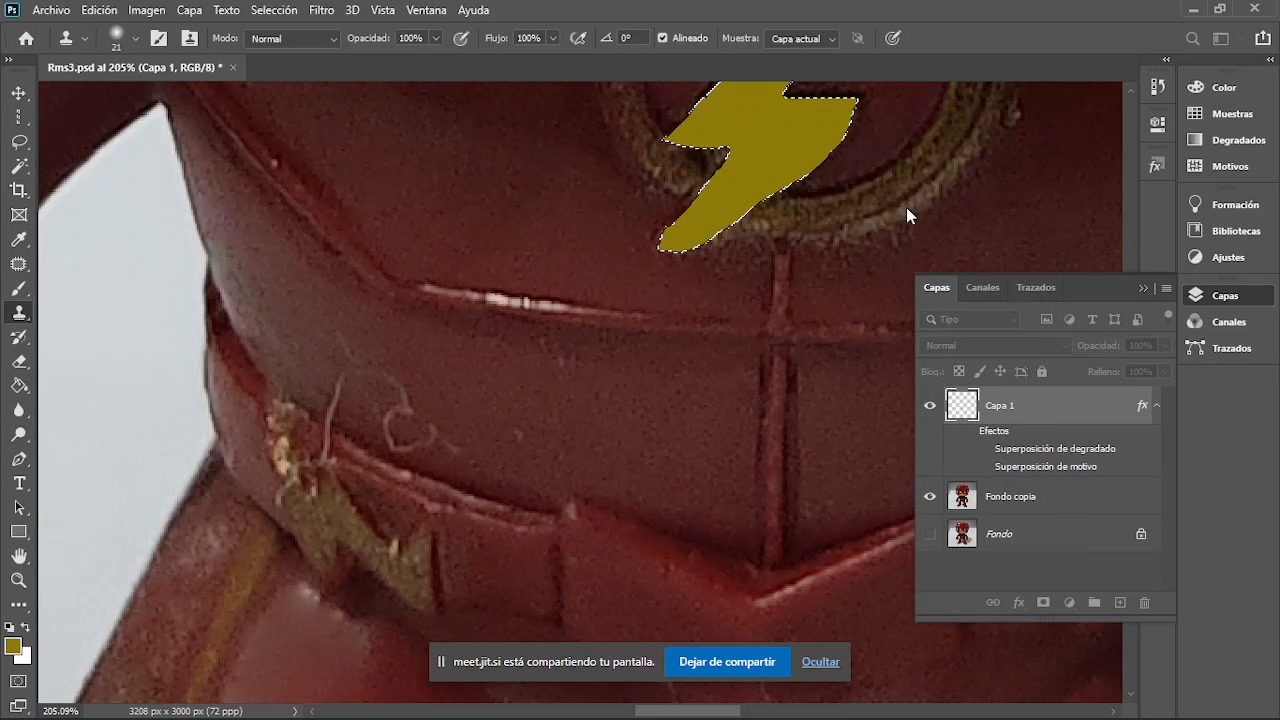 Ps Archivo Edición Imagen Capa Texto Selección Filtro 3D Vista Ventana Ayuda
21 Modo: Normal Opacidad: 100% Flujo: 100% 0° Alineado Muestra: Capa actual
Rms3.psd al 205% (Capa 1, RGB/8) *
Color
Muestras
Degradados
Motivos
Formación
Bibliotecas
Ajustes
Capas
Canales
Trazados
Capas Canales Trazados
Tipo
Normal Opacidad: 100%
Bloq.: Relleno: 100%
Capa 1 fx
Efectos
Superposición de degradado
Superposición de motivo
Fondo copia
Fondo
fx
meet.jit.si está compartiendo tu pantalla. Dejar de compartir Ocultar
205.09% 3208 px x 3000 px (72 ppp)